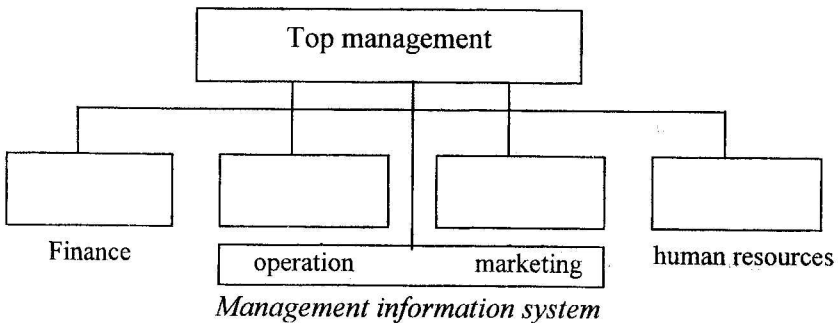 Top management
Finance
operation
marketing
human resources
Management information system